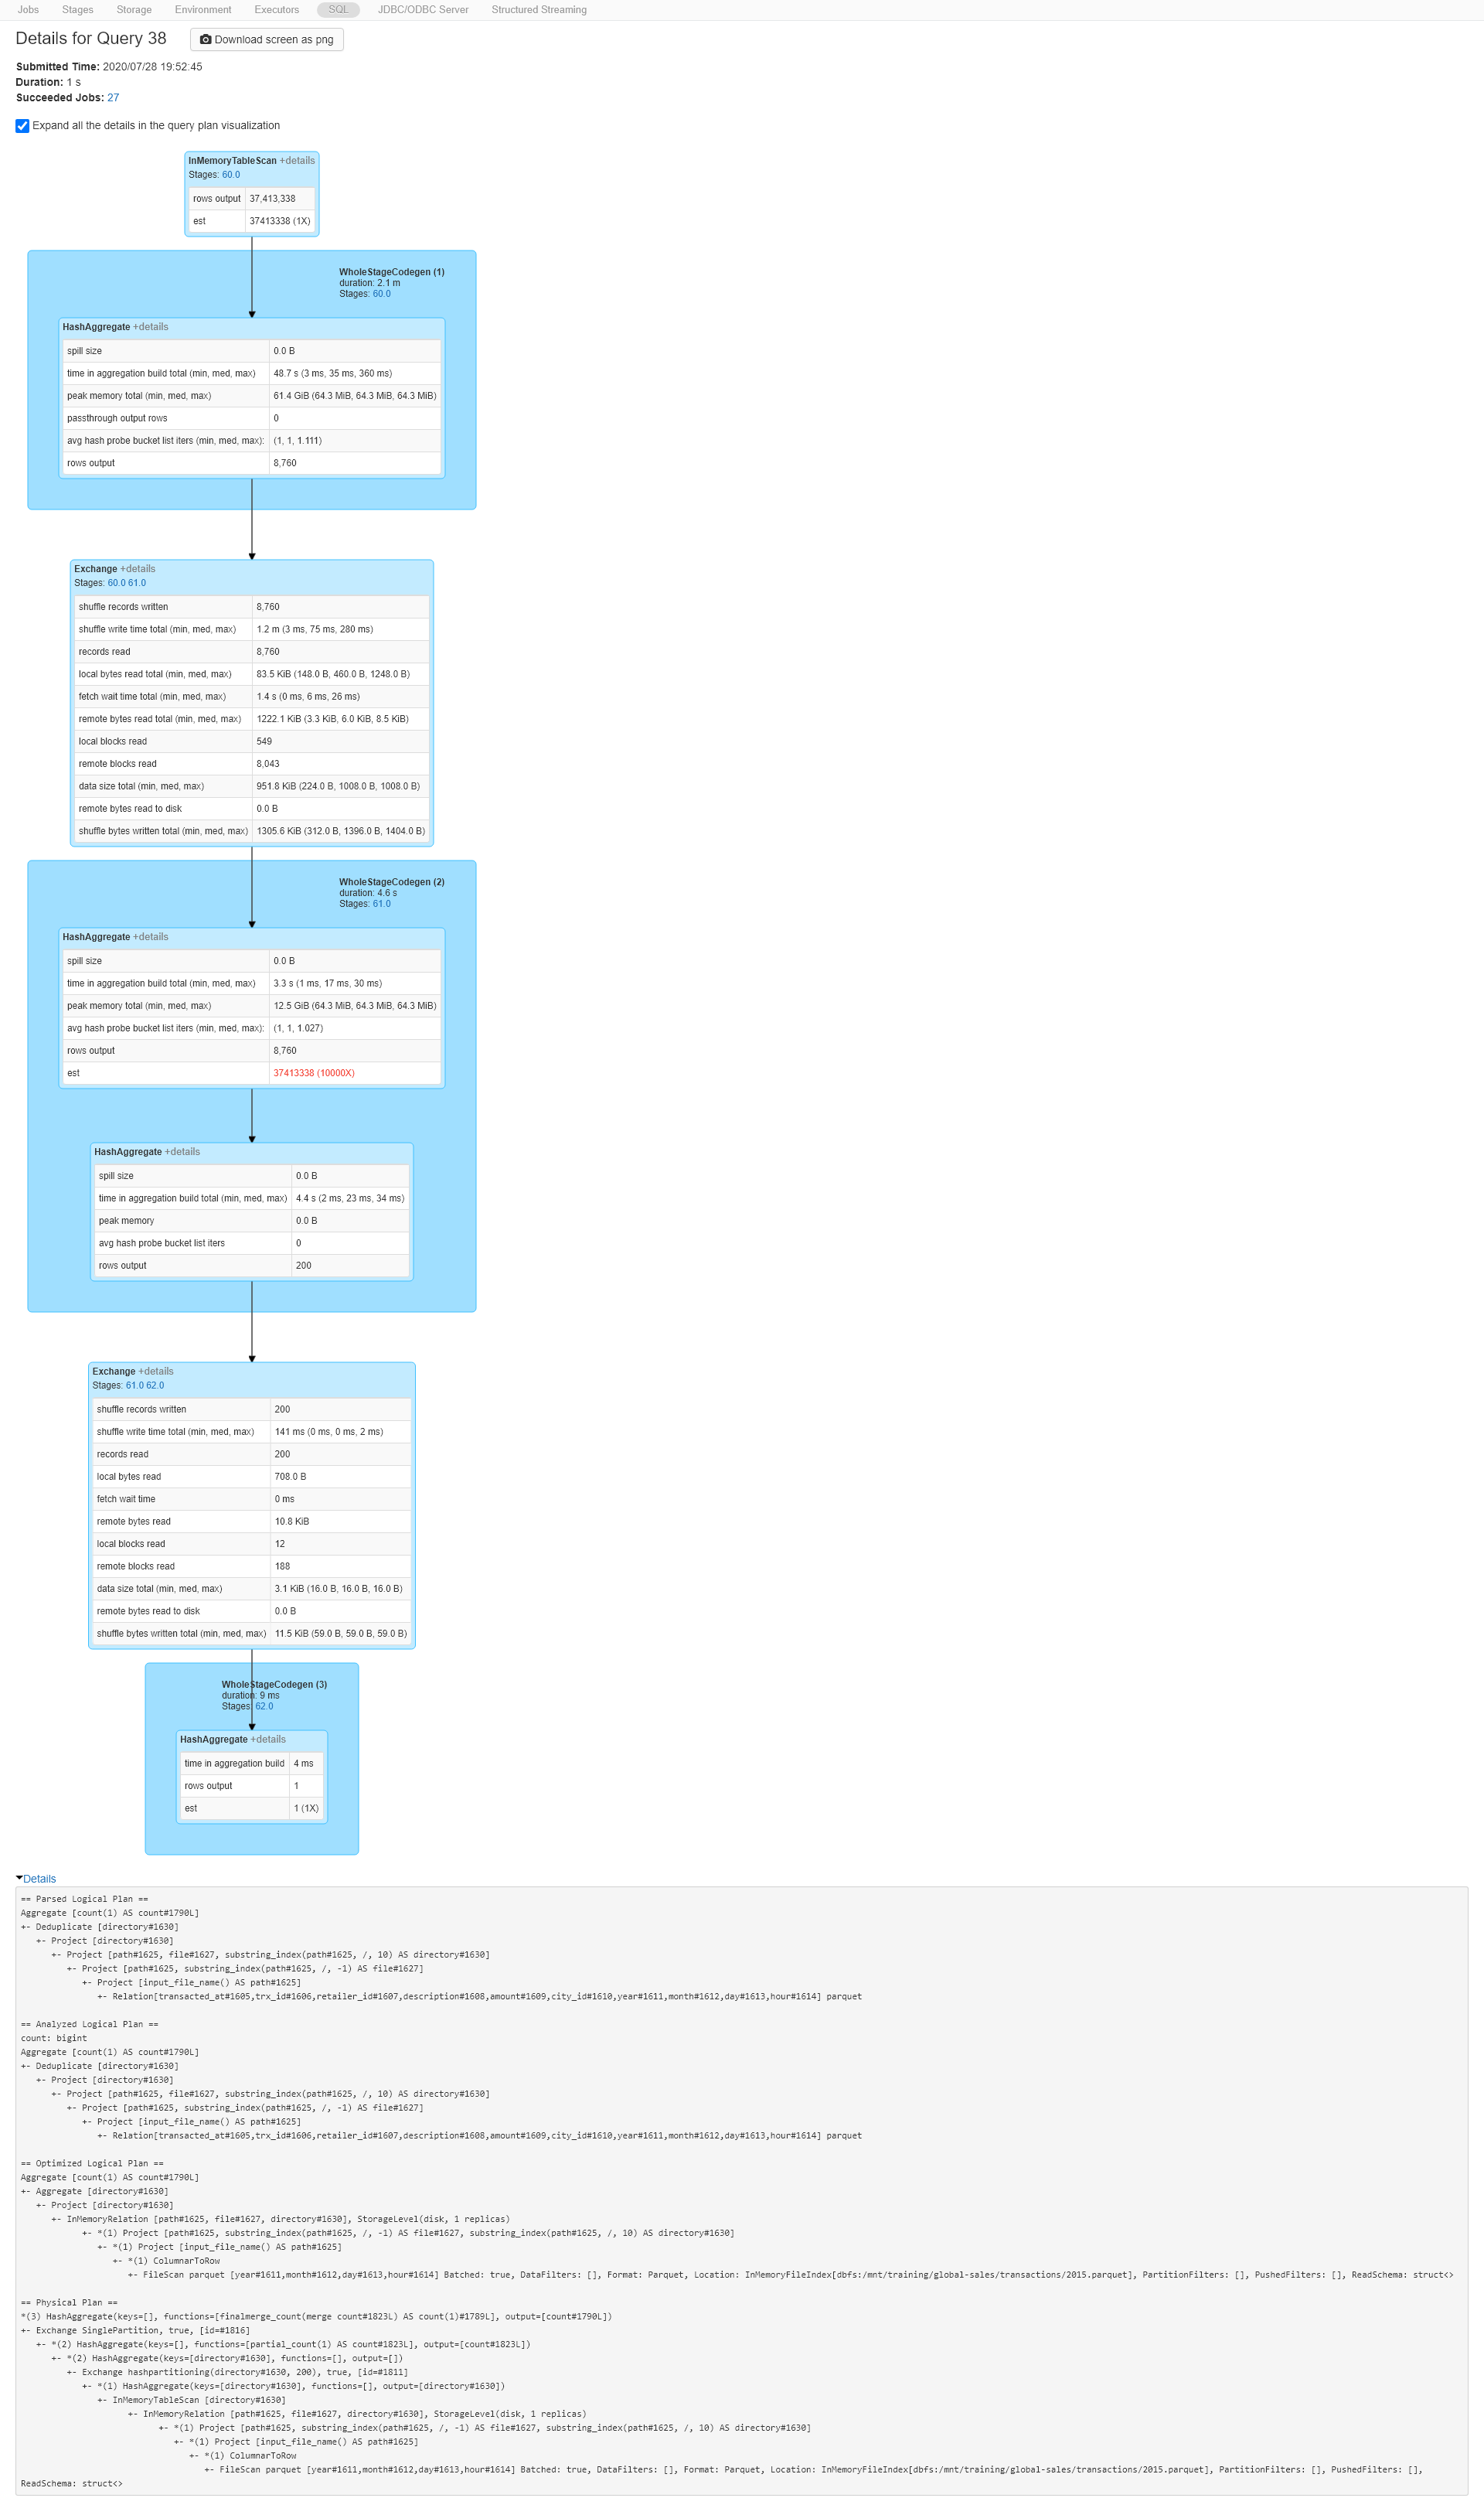 Jobs Stages Storage Environment Executors SQL JDBC/ODBC Server Structured Streaming
Details for Query 38 Download screen as png
Submitted Time: 2020/07/28 19:52:45
Duration: 1 s
Succeeded Jobs: 27
Expand all the details in the query plan visualization
InMemoryTableScan +details
Stages: 60.0
rows output 37,413,338
est 37413338 (1X)
WholeStageCodegen (1)
duration: 2.1 m
Stages: 60.0
HashAggregate +details
spill size 0.0 B
time in aggregation build total (min, med, max) 48.7 s (3 ms, 35 ms, 360 ms)
peak memory total (min, med, max) 61.4 GiB (64.3 MiB, 64.3 MiB, 64.3 MiB)
passthrough output rows 0
avg hash probe bucket list iters (min, med, max): (1, 1, 1.111)
rows output 8,760
Exchange +details
Stages: 60.0 61.0
shuffle records written 8,760
shuffle write time total (min, med, max) 1.2 m (3 ms, 75 ms, 280 ms)
records read 8,760
local bytes read total (min, med, max) 83.5 KiB (148.0 B, 460.0 B, 1248.0 B)
fetch wait time total (min, med, max) 1.4 s (0 ms, 6 ms, 26 ms)
remote bytes read total (min, med, max) 1222.1 KiB (3.3 KiB, 6.0 KiB, 8.5 KiB)
local blocks read 549
remote blocks read 8,043
data size total (min, med, max) 951.8 KiB (224.0 B, 1008.0 B, 1008.0 B)
remote bytes read to disk 0.0 B
shuffle bytes written total (min, med, max) 1305.6 KiB (312.0 B, 1396.0 B, 1404.0 B)
WholeStageCodegen (2)
duration: 4.6 s
Stages: 61.0
HashAggregate +details
spill size 0.0 B
time in aggregation build total (min, med, max) 3.3 s (1 ms, 17 ms, 30 ms)
peak memory total (min, med, max) 12.5 GiB (64.3 MiB, 64.3 MiB, 64.3 MiB)
avg hash probe bucket list iters (min, med, max): (1, 1, 1.027)
rows output 8,760
est 37413338 (10000X)
HashAggregate +details
spill size 0.0 B
time in aggregation build total (min, med, max) 4.4 s (2 ms, 23 ms, 34 ms)
peak memory 0.0 B
avg hash probe bucket list iters 0
rows output 200
Exchange +details
Stages: 61.0 62.0
shuffle records written 200
shuffle write time total (min, med, max) 141 ms (0 ms, 0 ms, 2 ms)
records read 200
local bytes read 708.0 B
fetch wait time 0 ms
remote bytes read 10.8 KiB
local blocks read 12
remote blocks read 188
data size total (min, med, max) 3.1 KiB (16.0 B, 16.0 B, 16.0 B)
remote bytes read to disk 0.0 B
shuffle bytes written total (min, med, max) 11.5 KiB (59.0 B, 59.0 B, 59.0 B)
WholeStageCodegen (3)
duration: 9 ms
Stages: 62.0
HashAggregate +details
time in aggregation build 4 ms
rows output 1
est 1 (1X)
Details
== Parsed Logical Plan ==
Aggregate [count(1) AS count#1790L]
+- Deduplicate [directory#1630]
+- Project [directory#1630]
+- Project [path#1625, file#1627, substring_index(path#1625, /, 10) AS directory#1630]
+- Project [path#1625, substring_index(path#1625, /, -1) AS file#1627]
+- Project [input_file_name() AS path#1625]
+- Relation[transacted_at#1605,trx_id#1606,retailer_id#1607,description#1608,amount#1609,city_id#1610,year#1611,month#1612,day#1613,hour#1614] parquet
== Analyzed Logical Plan ==
count: bigint
Aggregate [count(1) AS count#1790L]
+- Deduplicate [directory#1630]
+- Project [directory#1630]
+- Project [path#1625, file#1627, substring_index(path#1625, /, 10) AS directory#1630]
+- Project [path#1625, substring_index(path#1625, /, -1) AS file#1627]
+- Project [input_file_name() AS path#1625]
+- Relation[transacted_at#1605,trx_id#1606,retailer_id#1607,description#1608,amount#1609,city_id#1610,year#1611,month#1612,day#1613,hour#1614] parquet
== Optimized Logical Plan ==
Aggregate [count(1) AS count#1790L]
+- Aggregate [directory#1630]
+- Project [directory#1630]
+- InMemoryRelation [path#1625, file#1627, directory#1630], StorageLevel(disk, 1 replicas)
+- *(1) Project [path#1625, substring_index(path#1625, /, -1) AS file#1627, substring_index(path#1625, /, 10) AS directory#1630]
+- *(1) Project [input_file_name() AS path#1625]
+- *(1) ColumnarToRow
+- FileScan parquet [year#1611,month#1612,day#1613,hour#1614] Batched: true, DataFilters: [], Format: Parquet, Location: InMemoryFileIndex[dbfs:/mnt/training/global-sales/transactions/2015.parquet], PartitionFilters: [], PushedFilters: [], ReadSchema: struct<>
== Physical Plan ==
*(3) HashAggregate(keys=[], functions=[finalmerge_count(merge count#1823L) AS count(1)#1789L], output=[count#1790L])
+- Exchange SinglePartition, true, [id=#1816]
+- *(2) HashAggregate(keys=[], functions=[partial_count(1) AS count#1823L], output=[count#1823L])
+- *(2) HashAggregate(keys=[directory#1630], functions=[], output=[])
+- Exchange hashpartitioning(directory#1630, 200), true, [id=#1811]
+- *(1) HashAggregate(keys=[directory#1630], functions=[], output=[directory#1630])
+- InMemoryTableScan [directory#1630]
+- InMemoryRelation [path#1625, file#1627, directory#1630], StorageLevel(disk, 1 replicas)
+- *(1) Project [path#1625, substring_index(path#1625, /, -1) AS file#1627, substring_index(path#1625, /, 10) AS directory#1630]
+- *(1) Project [input_file_name() AS path#1625]
+- *(1) ColumnarToRow
+- FileScan parquet [year#1611,month#1612,day#1613,hour#1614] Batched: true, DataFilters: [], Format: Parquet, Location: InMemoryFileIndex[dbfs:/mnt/training/global-sales/transactions/2015.parquet], PartitionFilters: [], PushedFilters: [],
ReadSchema: struct<>